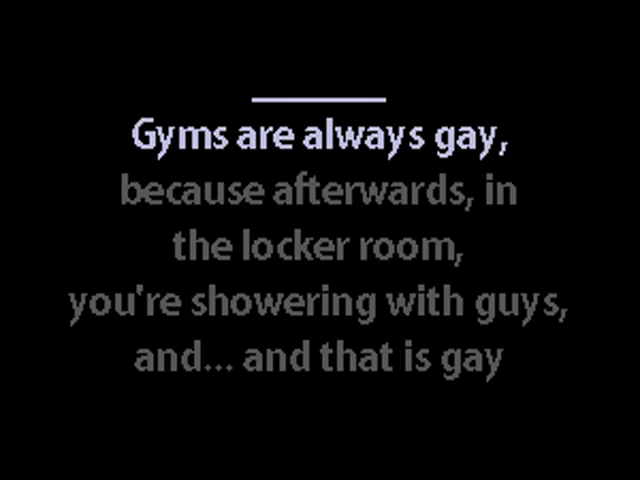 Gyms are always gay,
because afterwards, in
the locker room,
you're showering with guys,
and... and that is gay